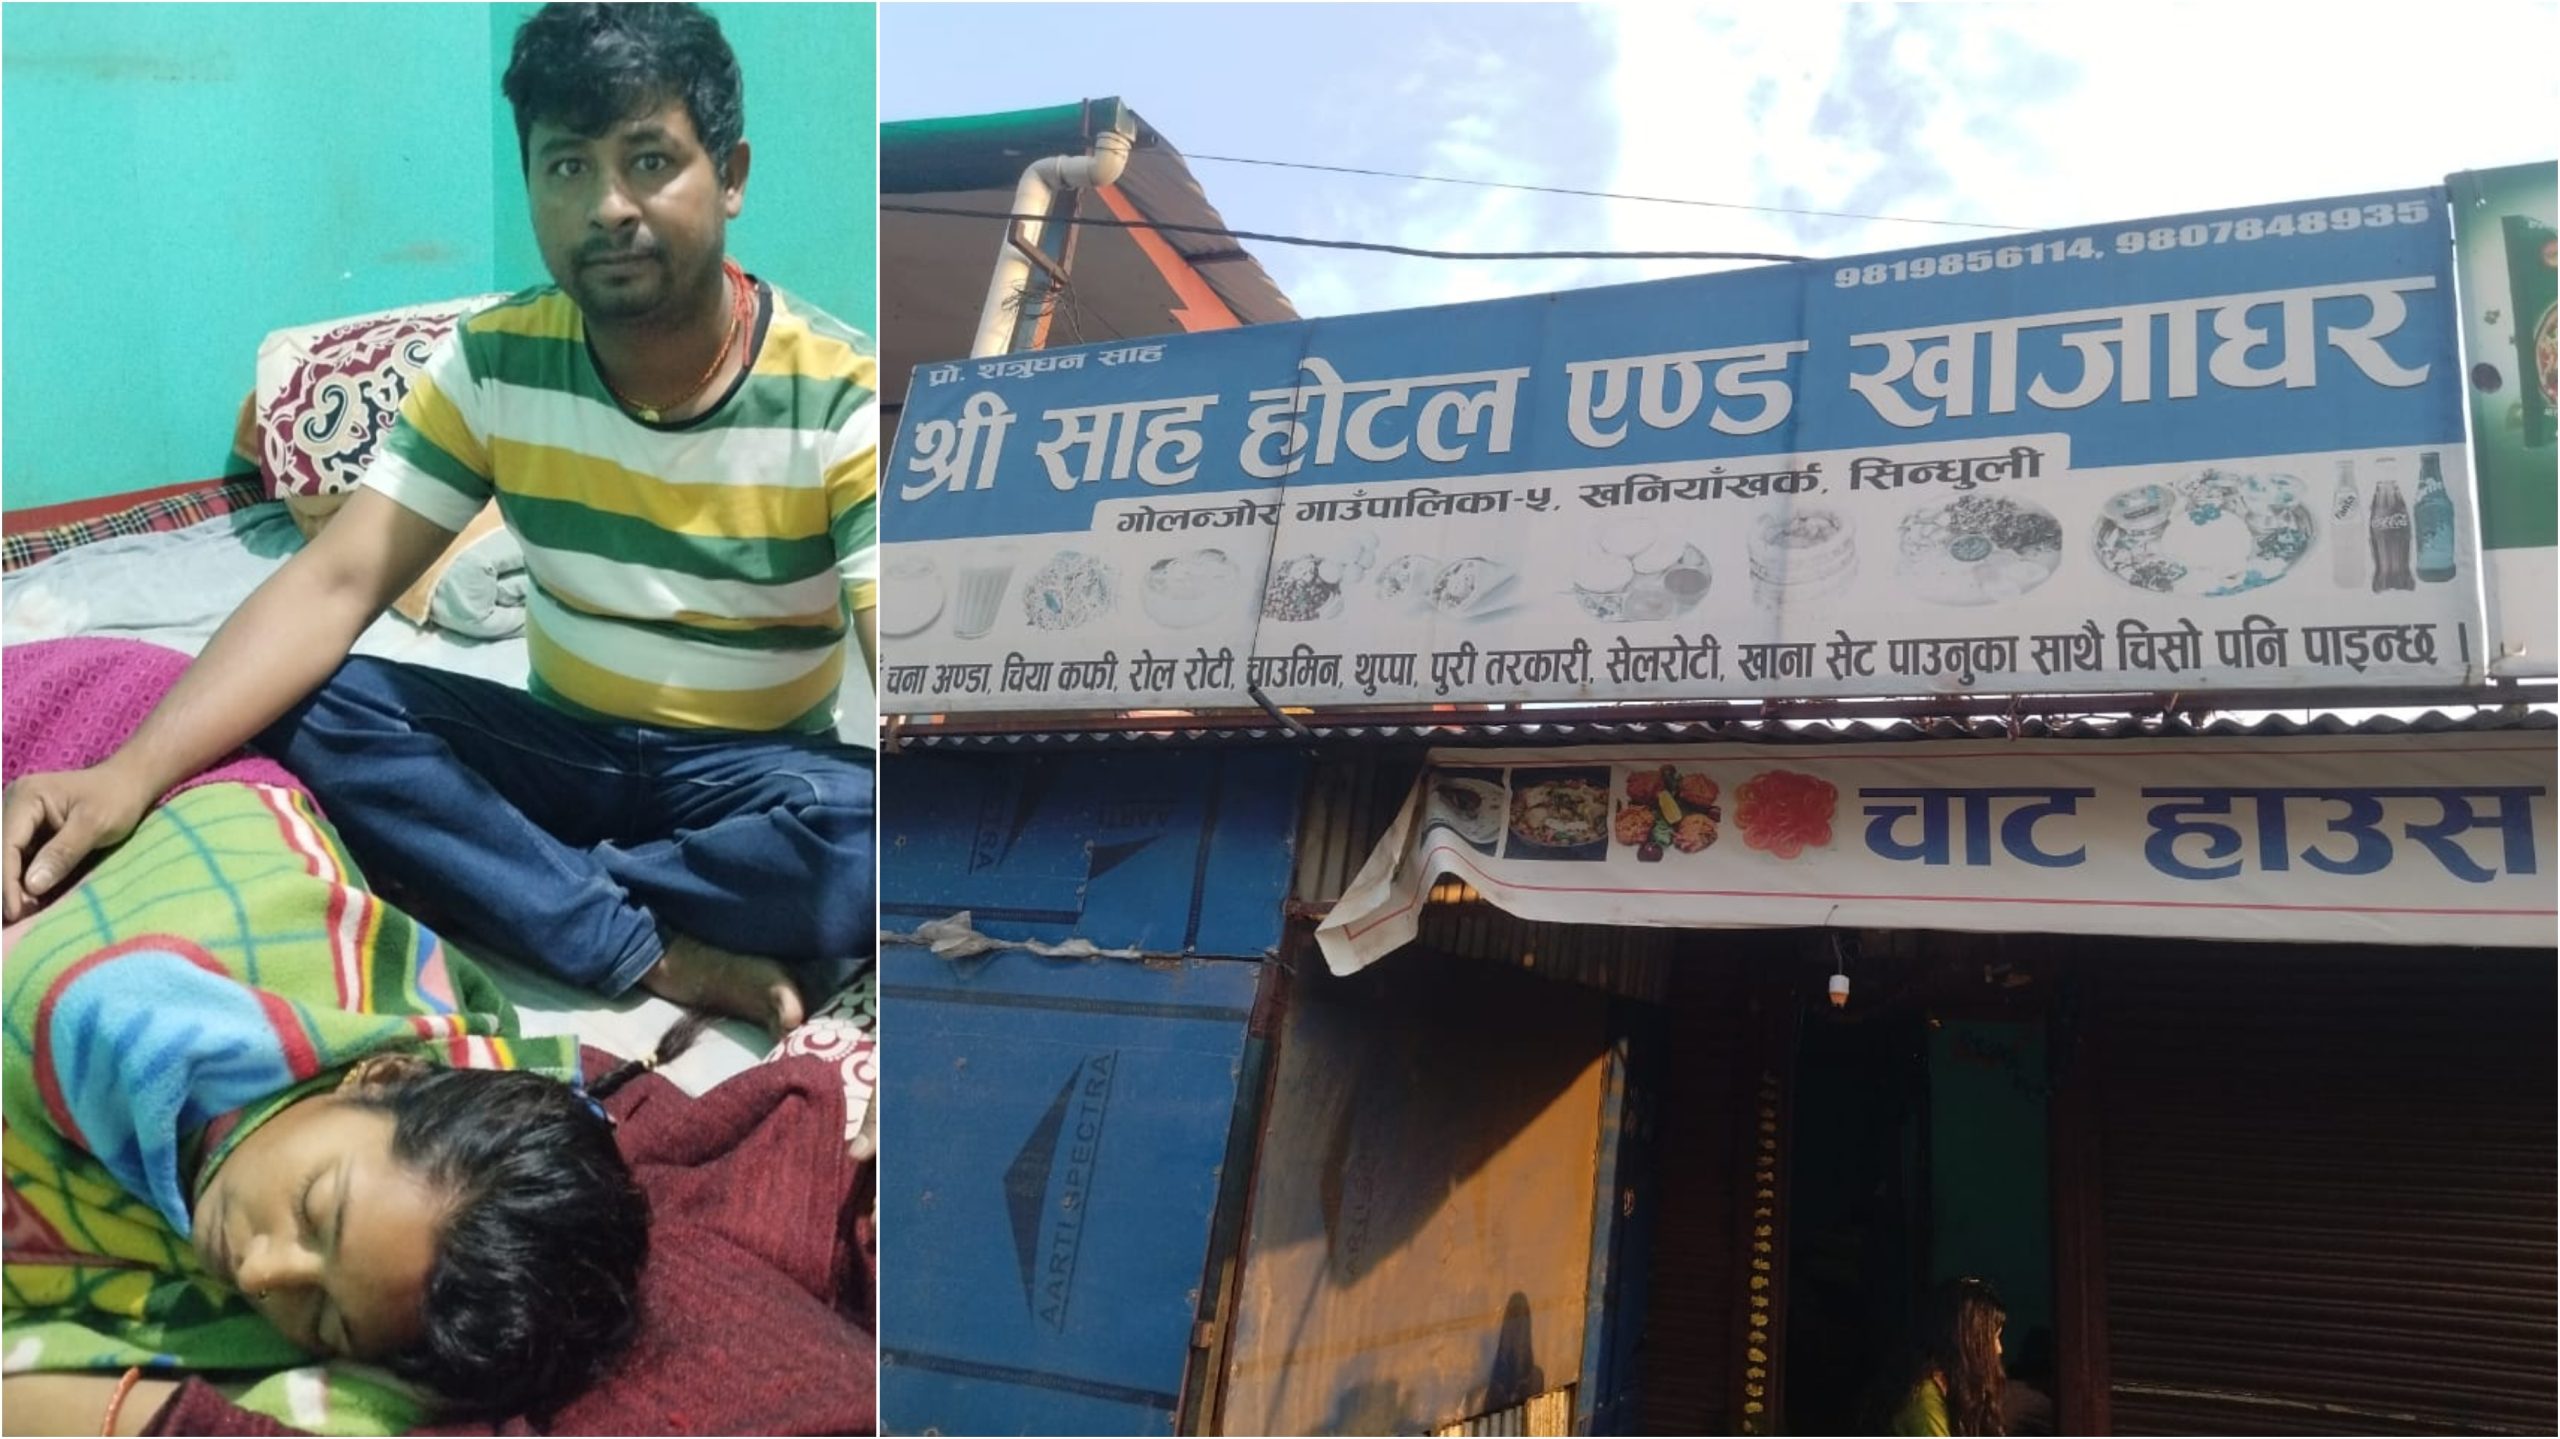 9819856114, 9807848935
प्रो. शत्रुघन साह
श्री साह होटल एण्ड खाजाघर
गोलन्जोर गाउँपालिका-५, खनियाँखर्क, सिन्धुली
चना अण्डा, चिया कफी, रोल रोटी, चाउमिन, थुप्पा, पुरी तरकारी, सेलरोटी, खाना सेट पाउनुका साथै चिसो पनि पाइन्छ ।
चाट हाउस
AARTI SPECTRA